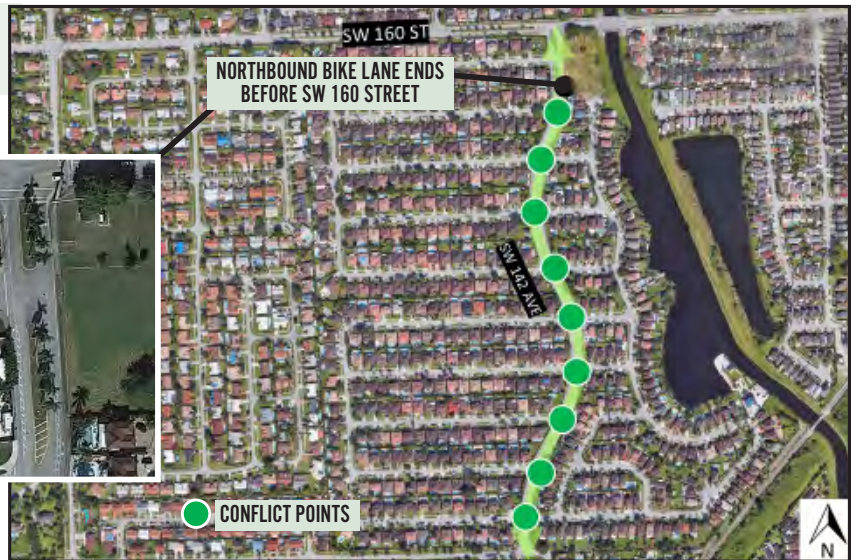 SW 160 ST
NORTHBOUND BIKE LANE ENDS
BEFORE SW 160 STREET
SW 142 AVE
CONFLICT POINTS
N